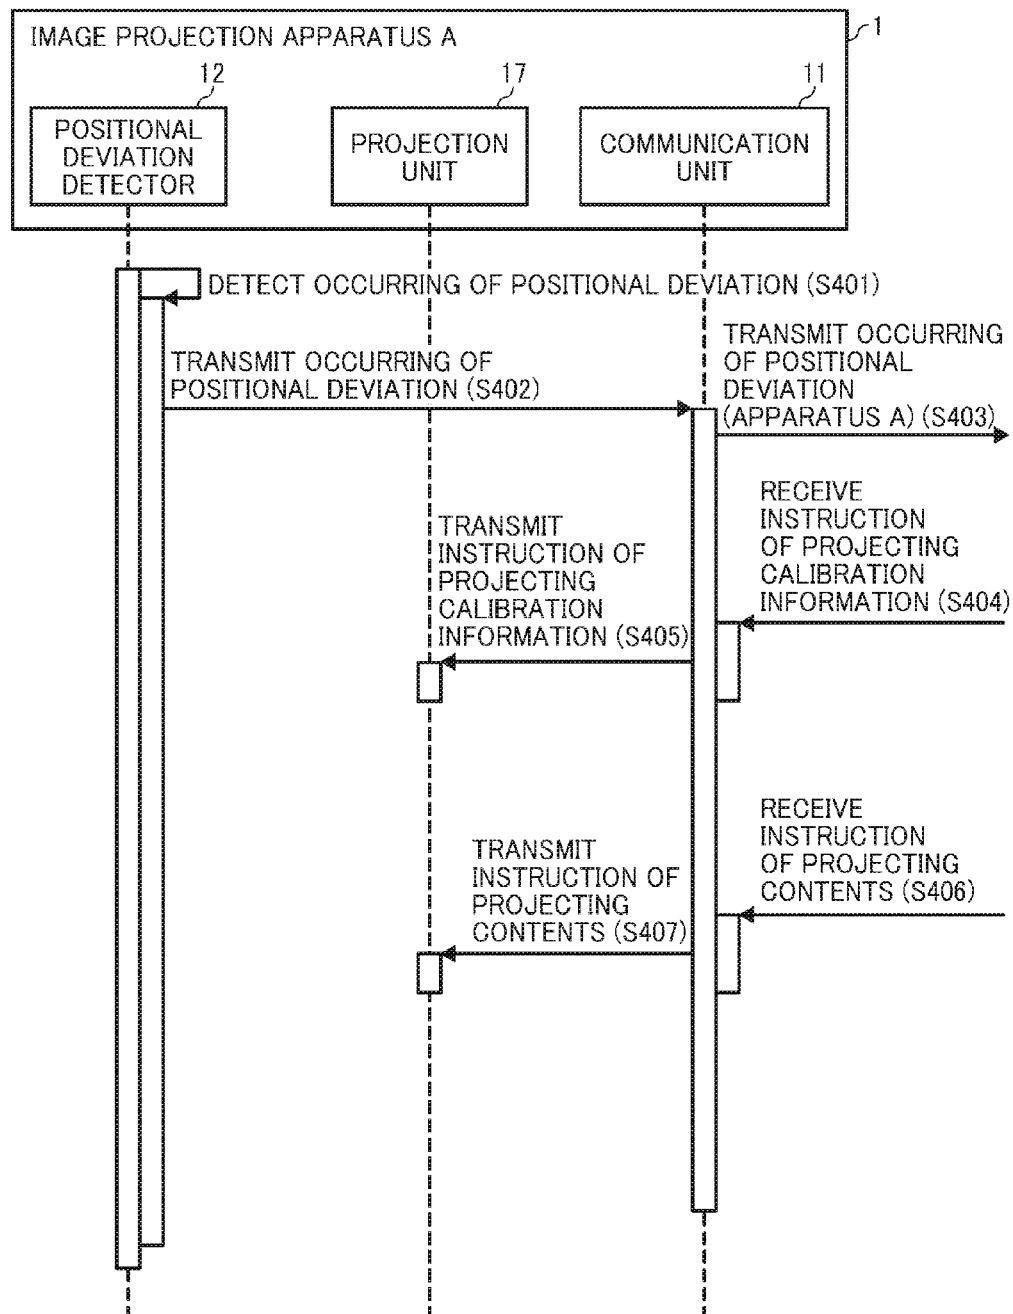 IMAGE PROJECTION APPARATUS A
1
12
17
11
POSITIONAL
DEVIATION
DETECTOR
PROJECTION
UNIT
COMMUNICATION
UNIT
DETECT OCCURRING OF POSITIONAL DEVIATION (S401)
TRANSMIT OCCURRING OF
POSITIONAL DEVIATION (S402)
TRANSMIT OCCURRING
OF POSITIONAL
DEVIATION
(APPARATUS A) (S403)
RECEIVE
INSTRUCTION
OF PROJECTING
CALIBRATION
INFORMATION (S404)
TRANSMIT
INSTRUCTION OF
PROJECTING
CALIBRATION
INFORMATION (S405)
RECEIVE
INSTRUCTION
OF PROJECTING
CONTENTS (S406)
TRANSMIT
INSTRUCTION OF
PROJECTING
CONTENTS (S407)